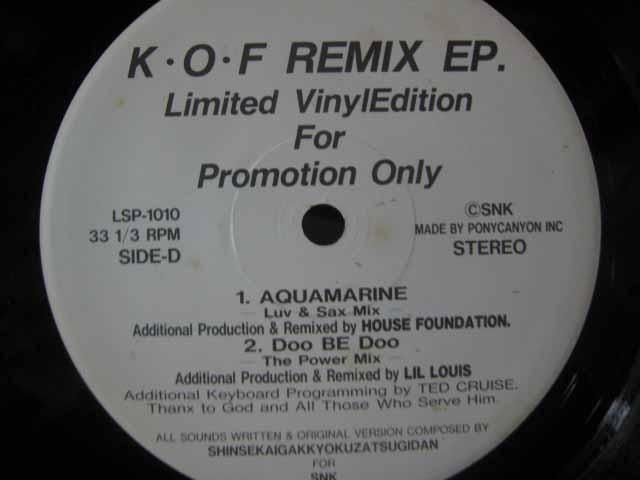 K·O·F REMIX EP.
Limited VinylEdition
For
Promotion Only
LSP-1010
33 1/3 RPM
SIDE-D
©SNK
MADE BY PONYCANYON INC
STEREO
1. AQUAMARINE
Luv & Sax Mix
Additional Production & Remixed by HOUSE FOUNDATION.
2. Doo BE Doo
The Power Mix
Additional Production & Remixed by LIL LOUIS
Additional Keyboard Programming by TED CRUISE.
Thanx to God and All Those Who Serve Him.
ALL SOUNDS WRITTEN & ORIGINAL VERSION COMPOSED BY
SHINSEKAIGAKKYOKUZATSUGIDAN
FOR
SNK